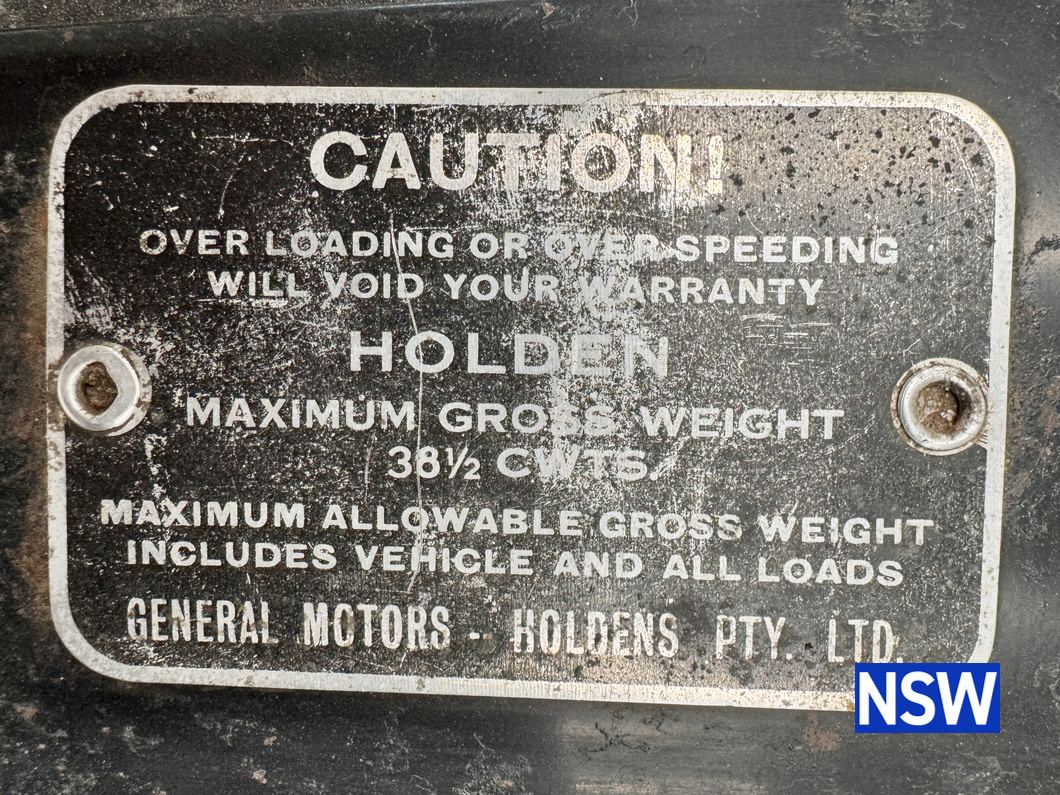 CAUTION!
OVER LOADING OR OVER SPEEDING
WILL VOID YOUR WARRANTY
HOLDEN
MAXIMUM GROSS WEIGHT
38½ CWTS.
MAXIMUM ALLOWABLE GROSS WEIGHT
INCLUDES VEHICLE AND ALL LOADS
GENERAL MOTORS - HOLDENS PTY. LTD.
NSW